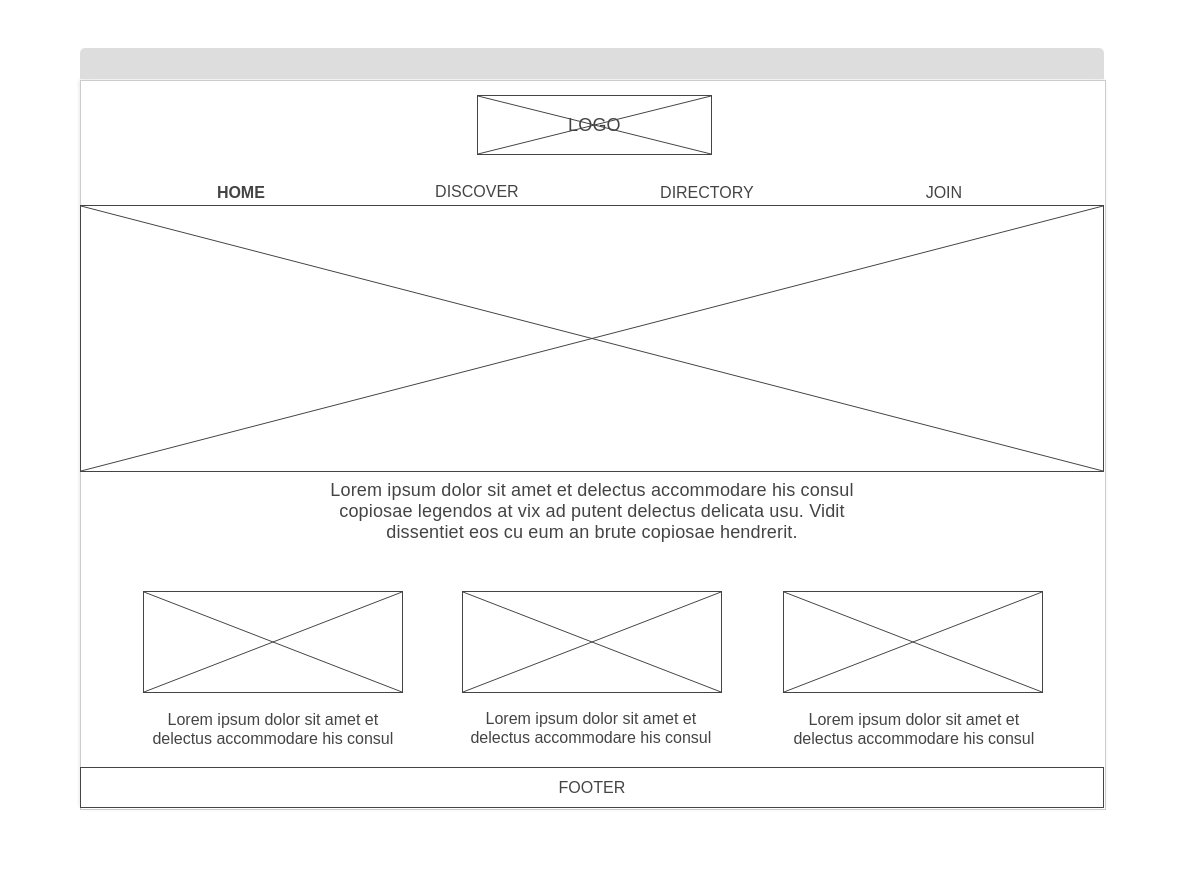 LOGO
HOME DISCOVER DIRECTORY JOIN
Lorem ipsum dolor sit amet et delectus accommodare his consul
copiosae legendos at vix ad putent delectus delicata usu. Vidit
dissentiet eos cu eum an brute copiosae hendrerit.
Lorem ipsum dolor sit amet et
delectus accommodare his consul
Lorem ipsum dolor sit amet et
delectus accommodare his consul
Lorem ipsum dolor sit amet et
delectus accommodare his consul
FOOTER